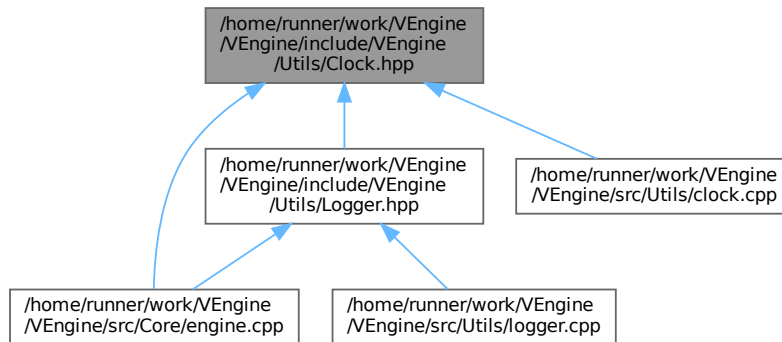 /home/runner/work/VEngine
/VEngine/include/VEngine
/Utils/Clock.hpp
/home/runner/work/VEngine
/VEngine/include/VEngine
/Utils/Logger.hpp
/home/runner/work/VEngine
/VEngine/src/Utils/clock.cpp
/home/runner/work/VEngine
/VEngine/src/Core/engine.cpp
/home/runner/work/VEngine
/VEngine/src/Utils/logger.cpp